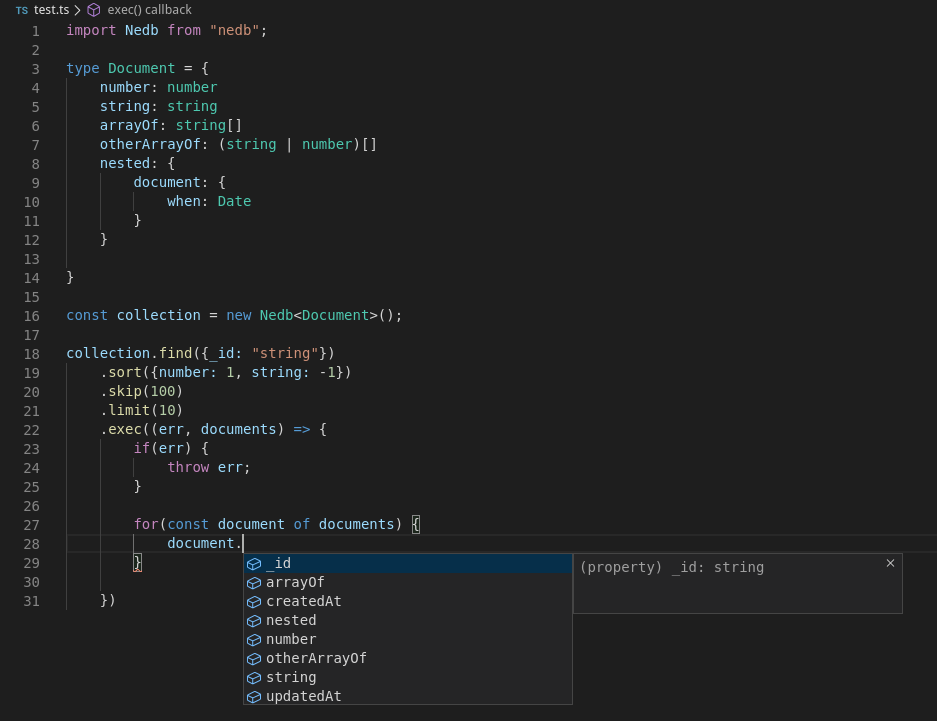 TS test.ts > exec() callback
1 import Nedb from "nedb";
2
3 type Document = {
4     number: number
5     string: string
6     arrayOf: string[]
7     otherArrayOf: (string | number)[]
8     nested: {
9         document: {
10             when: Date
11         }
12     }
13
14 }
15
16 const collection = new Nedb<Document>();
17
18 collection.find({_id: "string"})
19     .sort({number: 1, string: -1})
20     .skip(100)
21     .limit(10)
22     .exec((err, documents) => {
23         if(err) {
24             throw err;
25         }
26
27         for(const document of documents) {
28             document.
29         }
_id (property) _id: string ×
arrayOf
createdAt
nested
number
otherArrayOf
string
updatedAt
30
31     })